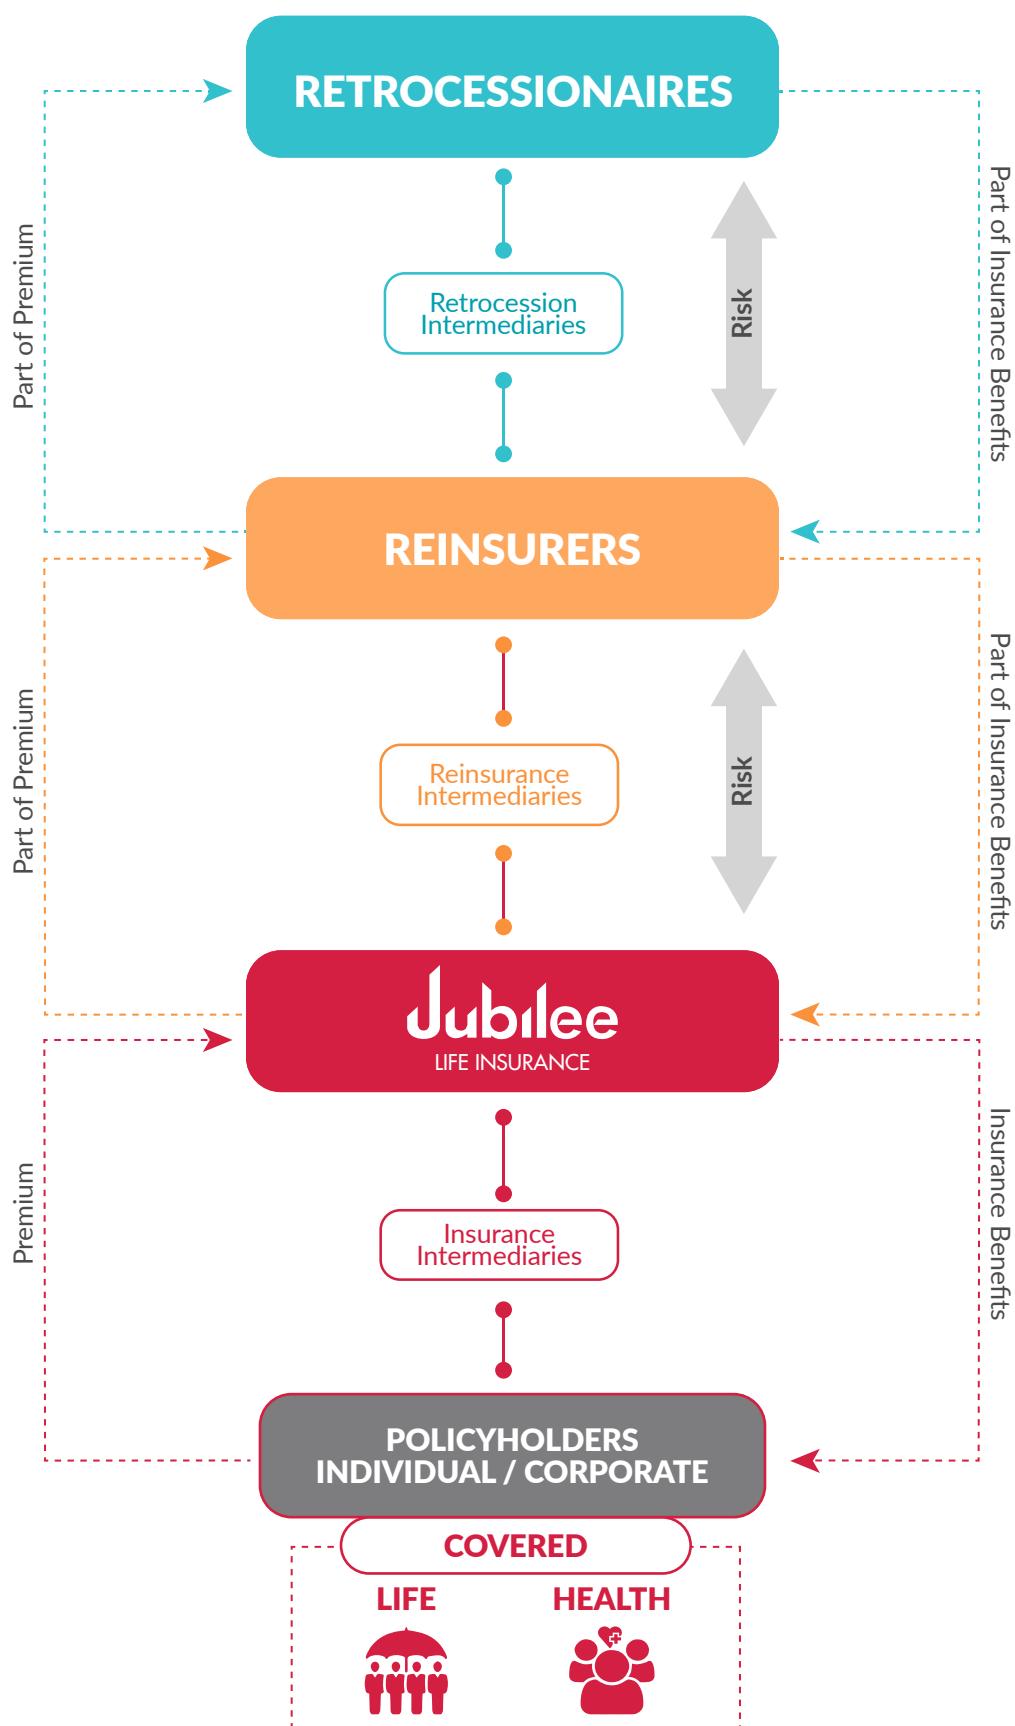 RETROCESSIONAIRES
Part of Premium
Part of Insurance Benefits
Retrocession
Intermediaries
Risk
REINSURERS
Part of Premium
Part of Insurance Benefits
Reinsurance
Intermediaries
Risk
Jubilee
LIFE INSURANCE
Premium
Insurance Benefits
Insurance
Intermediaries
POLICYHOLDERS
INDIVIDUAL / CORPORATE
COVERED
LIFE
HEALTH